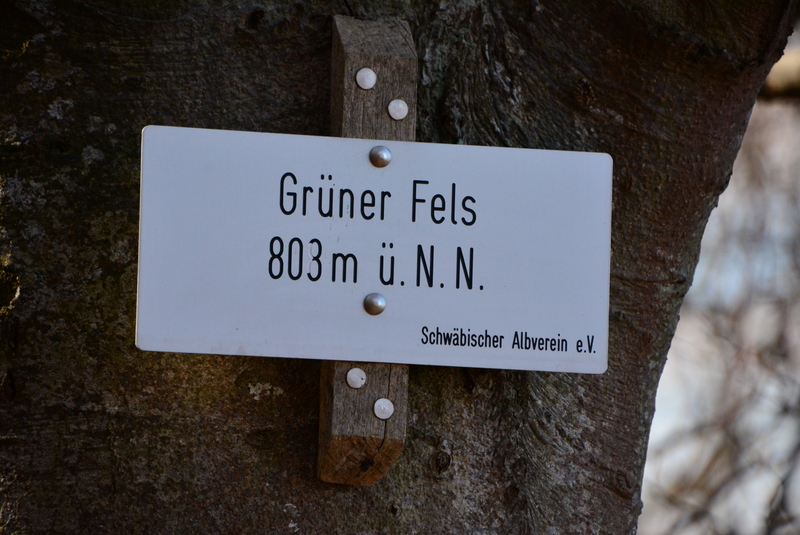 Grüner Fels
803m ü. N. N.
Schwäbischer Albverein e.V.